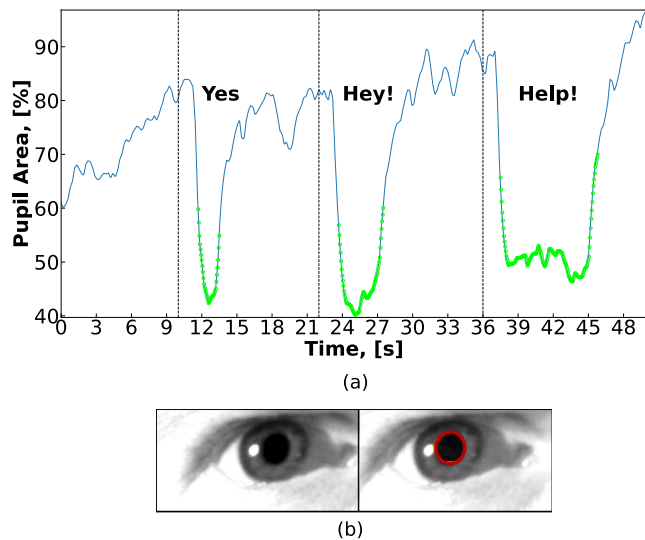 90
80
70
60
50
40
Pupil Area, [%]
Yes
Hey!
Help!
0 3 6 9 12 15 18 21 24 27 30 33 36 39 42 45 48
Time, [s]
(a)
(b)